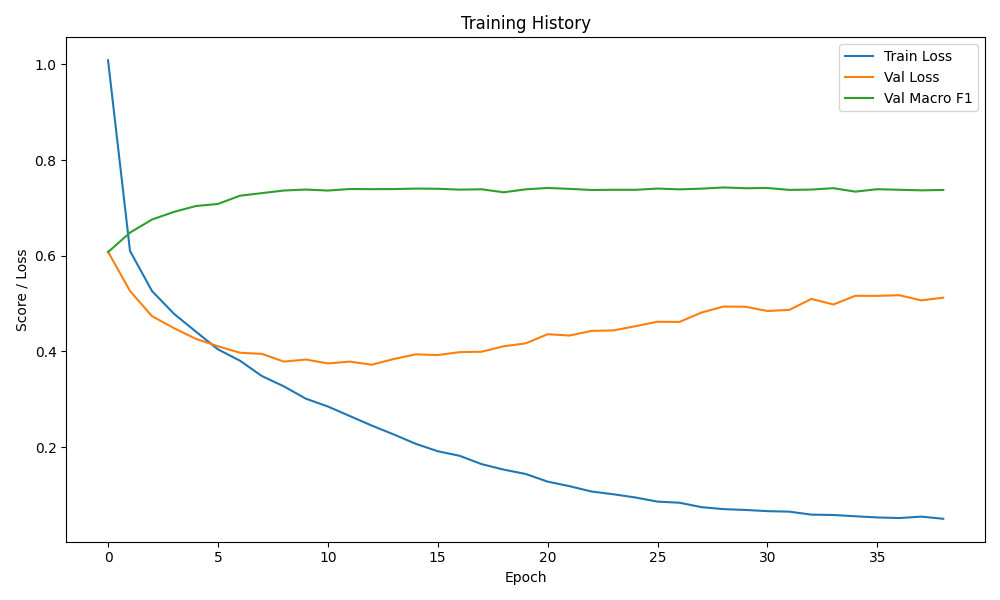 Training History
Train Loss
Val Loss
Val Macro F1
1.0
0.8
0.6
0.4
0.2
Score / Loss
0 5 10 15 20 25 30 35
Epoch